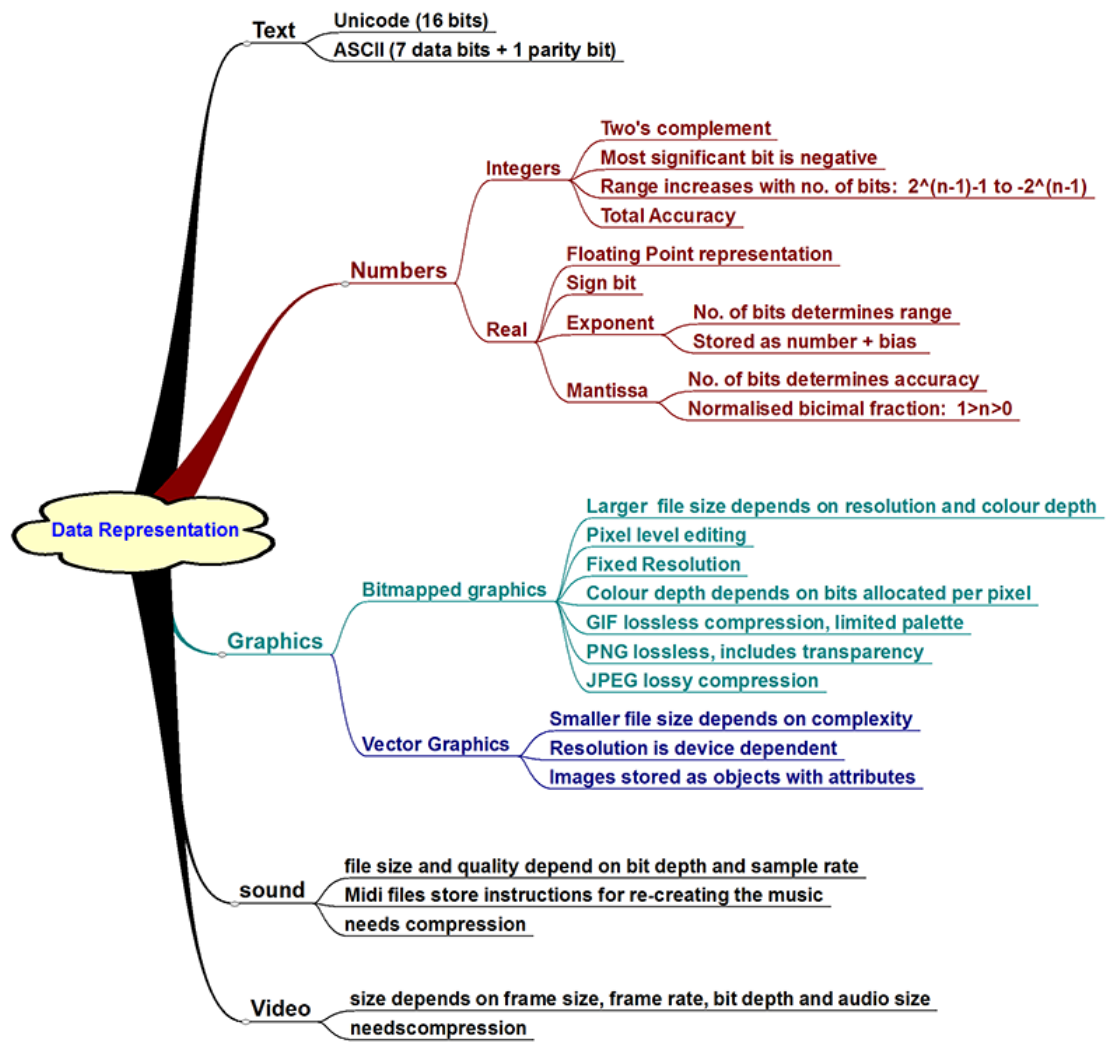 Text
Unicode (16 bits)
ASCII (7 data bits + 1 parity bit)
Numbers
Integers
Two's complement
Most significant bit is negative
Range increases with no. of bits:  2^(n-1)-1 to -2^(n-1)
Total Accuracy
Real
Floating Point representation
Sign bit
Exponent
No. of bits determines range
Stored as number + bias
Mantissa
No. of bits determines accuracy
Normalised bicimal fraction:  1>n>0
Data Representation
Graphics
Bitmapped graphics
Larger  file size depends on resolution and colour depth
Pixel level editing
Fixed Resolution
Colour depth depends on bits allocated per pixel
GIF lossless compression, limited palette
PNG lossless, includes transparency
JPEG lossy compression
Vector Graphics
Smaller file size depends on complexity
Resolution is device dependent
Images stored as objects with attributes
sound
file size and quality depend on bit depth and sample rate
Midi files store instructions for re-creating the music
needs compression
Video
size depends on frame size, frame rate, bit depth and audio size
needscompression